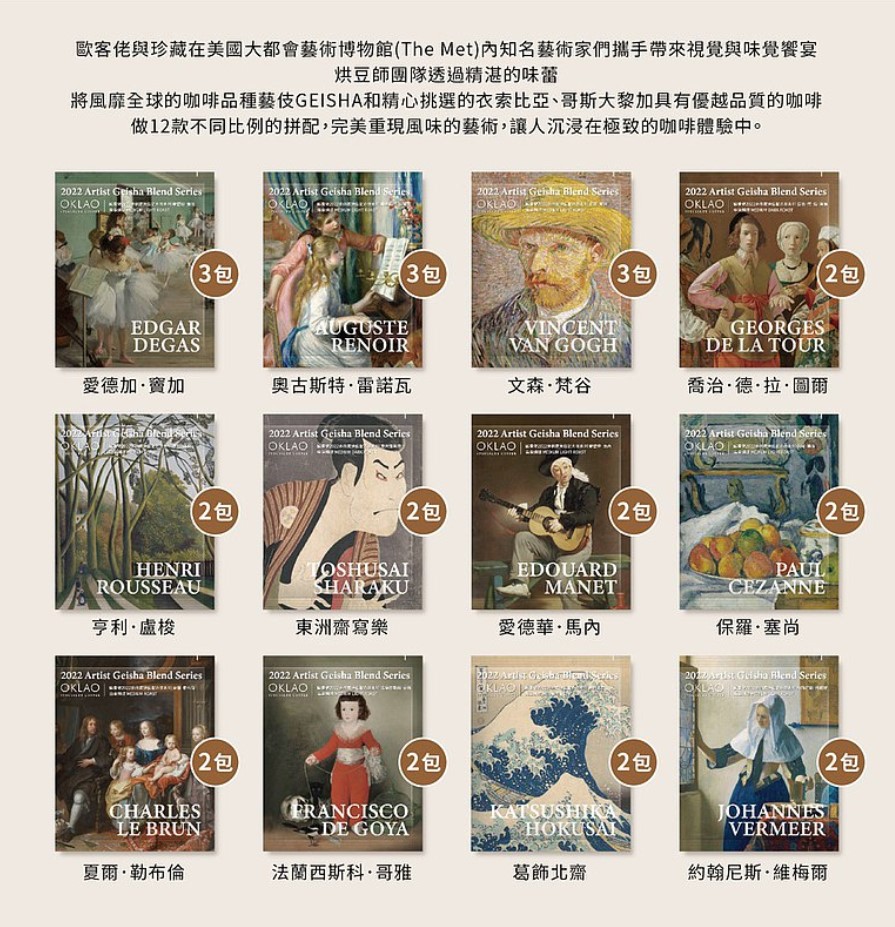 歐客佬與珍藏在美國大都會藝術博物館(The Met)內知名藝術家們攜手帶來視覺與味覺饗宴
烘豆師團隊透過精湛的味蕾
將風靡全球的咖啡品種藝伎GEISHA和精心挑選的衣索比亞、哥斯大黎加具有優越品質的咖啡
做12款不同比例的拼配，完美重現風味的藝術，讓人沉浸在極致的咖啡體驗中。
2022 Artist Geisha Blend Series
OKLAO
3包
EDGAR
DEGAS
愛德加·竇加
2022 Artist Geisha Blend Series
OKLAO
3包
AUGUSTE
RENOIR
奧古斯特·雷諾瓦
2022 Artist Geisha Blend Series
OKLAO
3包
VINCENT
VAN GOGH
文森·梵谷
2022 Artist Geisha Blend Series
OKLAO
2包
GEORGES
DE LA TOUR
喬治·德·拉·圖爾
2022 Artist Geisha Blend Series
OKLAO
2包
HENRI
ROUSSEAU
亨利·盧梭
2022 Artist Geisha Blend Series
OKLAO
2包
TOSHUSAI
SHARAKU
東洲齋寫樂
2022 Artist Geisha Blend Series
OKLAO
2包
EDOUARD
MANET
愛德華·馬內
2022 Artist Geisha Blend Series
OKLAO
2包
PAUL
CEZANNE
保羅·塞尚
2022 Artist Geisha Blend Series
OKLAO
2包
CHARLES
LE BRUN
夏爾·勒布倫
2022 Artist Geisha Blend Series
OKLAO
2包
FRANCISCO
DE GOYA
法蘭西斯科·哥雅
2022 Artist Geisha Blend Series
OKLAO
2包
KATSUSHIKA
HOKUSAI
葛飾北齋
2022 Artist Geisha Blend Series
OKLAO
2包
JOHANNES
VERMEER
約翰尼斯·維梅爾